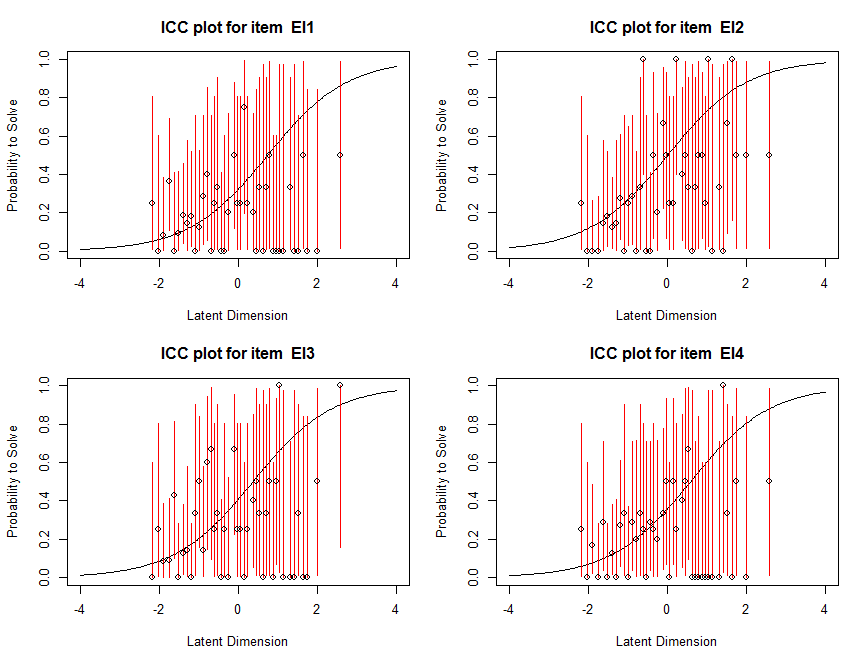 ICC plot for item  EI1
Probability to Solve
0.0 0.2 0.4 0.6 0.8 1.0
-4 -2 0 2 4
Latent Dimension
ICC plot for item  EI2
Probability to Solve
0.0 0.2 0.4 0.6 0.8 1.0
-4 -2 0 2 4
Latent Dimension
ICC plot for item  EI3
Probability to Solve
0.0 0.2 0.4 0.6 0.8 1.0
-4 -2 0 2 4
Latent Dimension
ICC plot for item  EI4
Probability to Solve
0.0 0.2 0.4 0.6 0.8 1.0
-4 -2 0 2 4
Latent Dimension